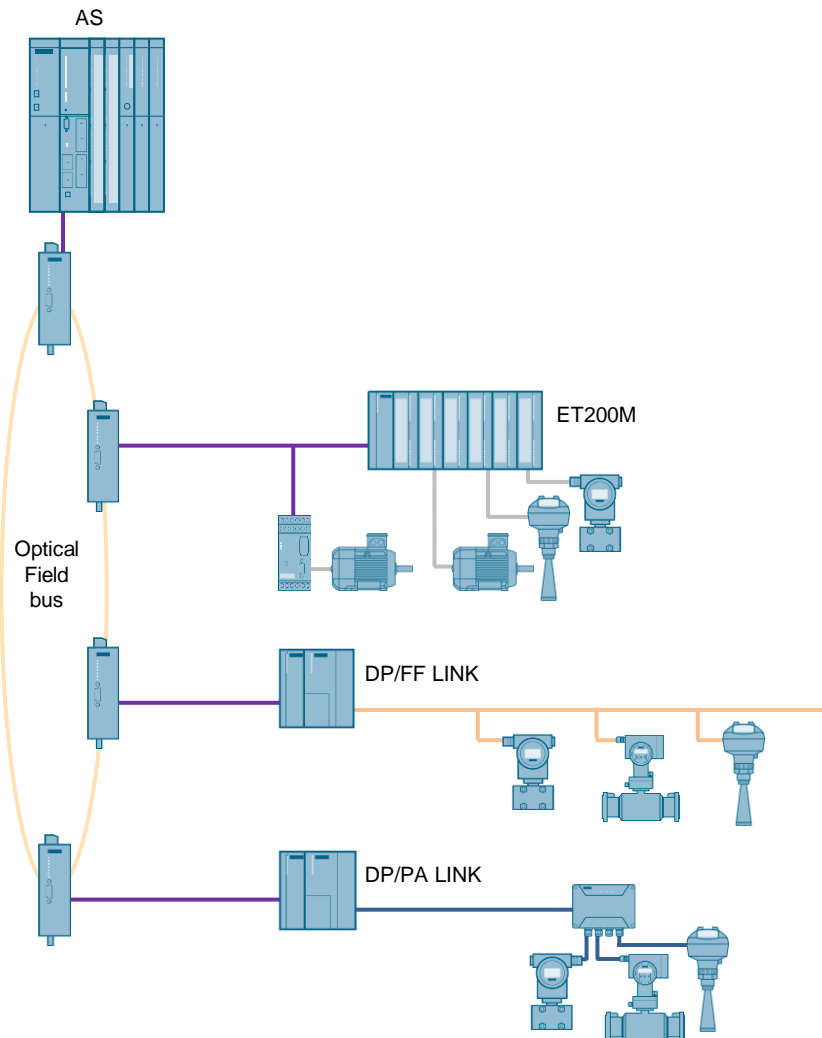 AS
ET200M
Optical
Field
bus
DP/FF LINK
DP/PA LINK